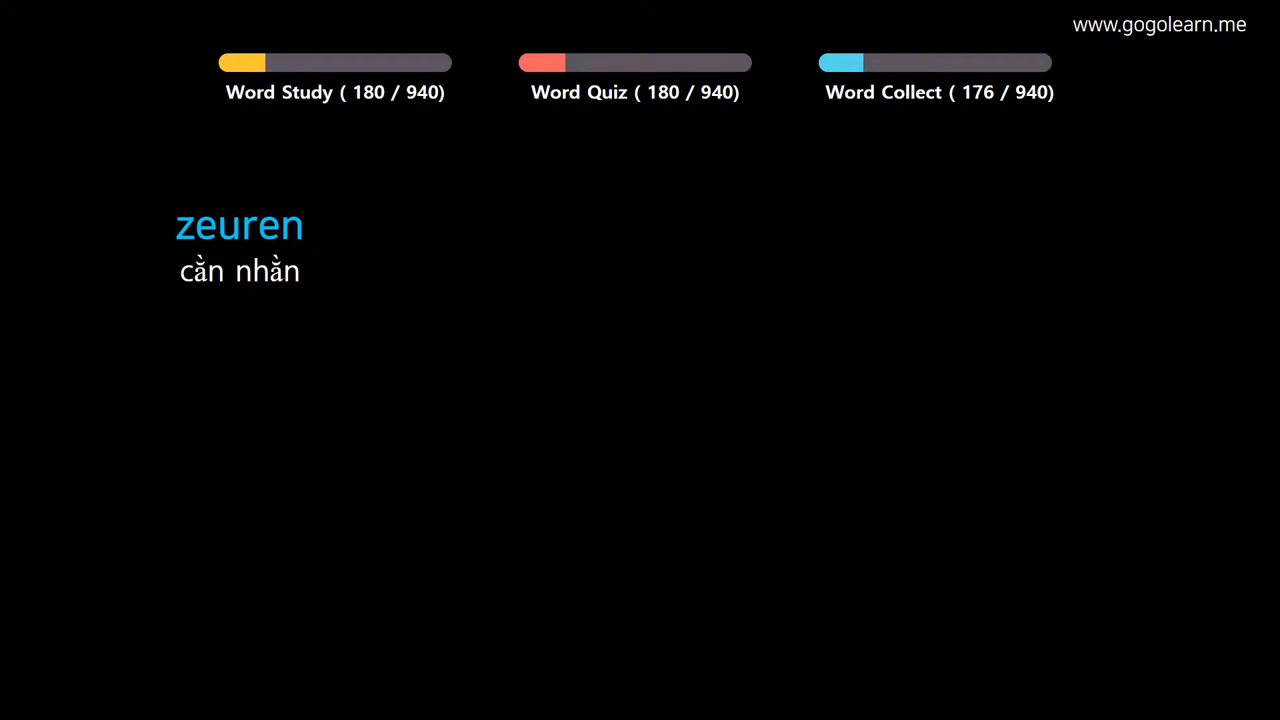 www.gogolearn.me
Word Study ( 180 / 940)
Word Quiz ( 180 / 940)
Word Collect ( 176 / 940)
zeuren
cằn nhằn